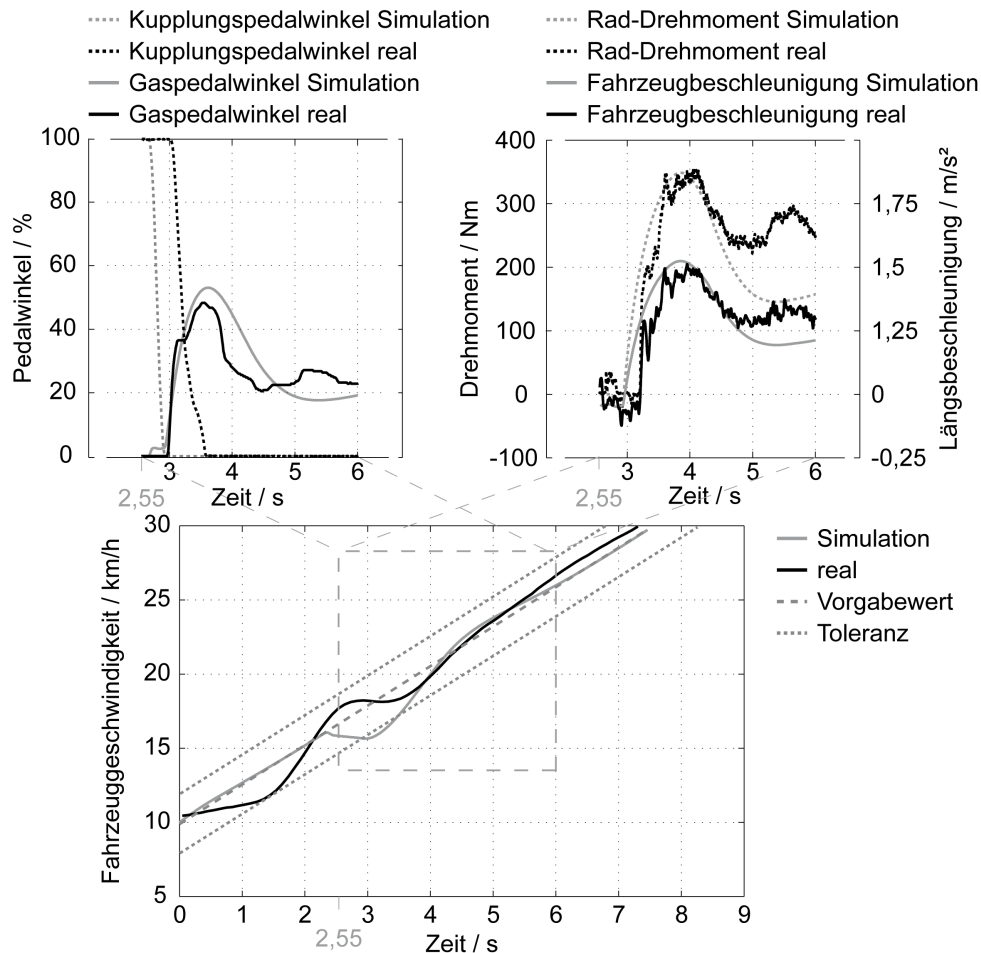 Kupplungspedalwinkel Simulation
Kupplungspedalwinkel real
Gaspedalwinkel Simulation
Gaspedalwinkel real
Rad-Drehmoment Simulation
Rad-Drehmoment real
Fahrzeugbeschleunigung Simulation
Fahrzeugbeschleunigung real
Pedalwinkel / %
100
80
60
40
20
0
3 4 5 6
2,55
Zeit / s
Drehmoment / Nm
400
300
200
100
0
-100
3 4 5 6
2,55
Zeit / s
1,75
1,5
1,25
0
-0,25
Längsbeschleunigung / m/s²
Fahrzeuggeschwindigkeit / km/h
30
25
20
15
10
5
0 1 2 3 4 5 6 7 8 9
2,55
Zeit / s
Simulation
real
Vorgabewert
Toleranz